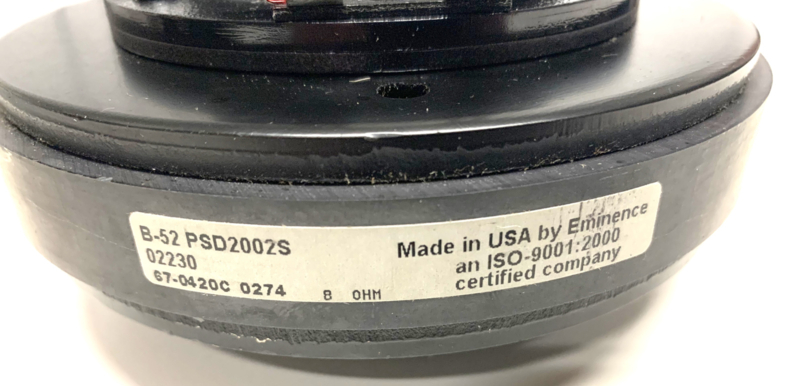 B-52 PSD2002S
02230
67-0420C 0274 8 OHM
Made in USA by Eminence
an ISO-9001:2000
certified company